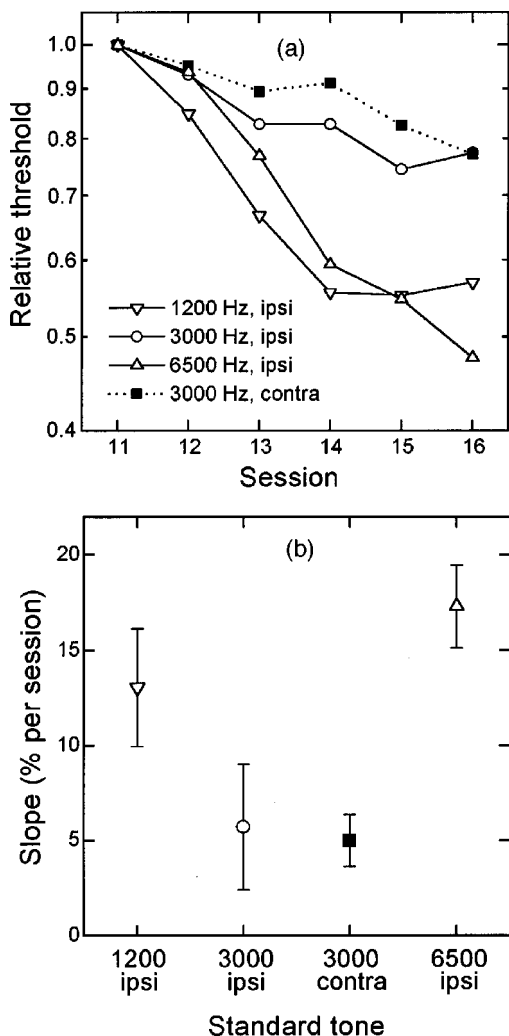 (a)
Relative threshold
1.0
0.9
0.8
0.7
0.6
0.5
0.4
1200 Hz, ipsi
3000 Hz, ipsi
6500 Hz, ipsi
3000 Hz, contra
11 12 13 14 15 16
Session
(b)
Slope (% per session)
20
15
10
5
0
1200 3000 3000 6500
ipsi ipsi contra ipsi
Standard tone